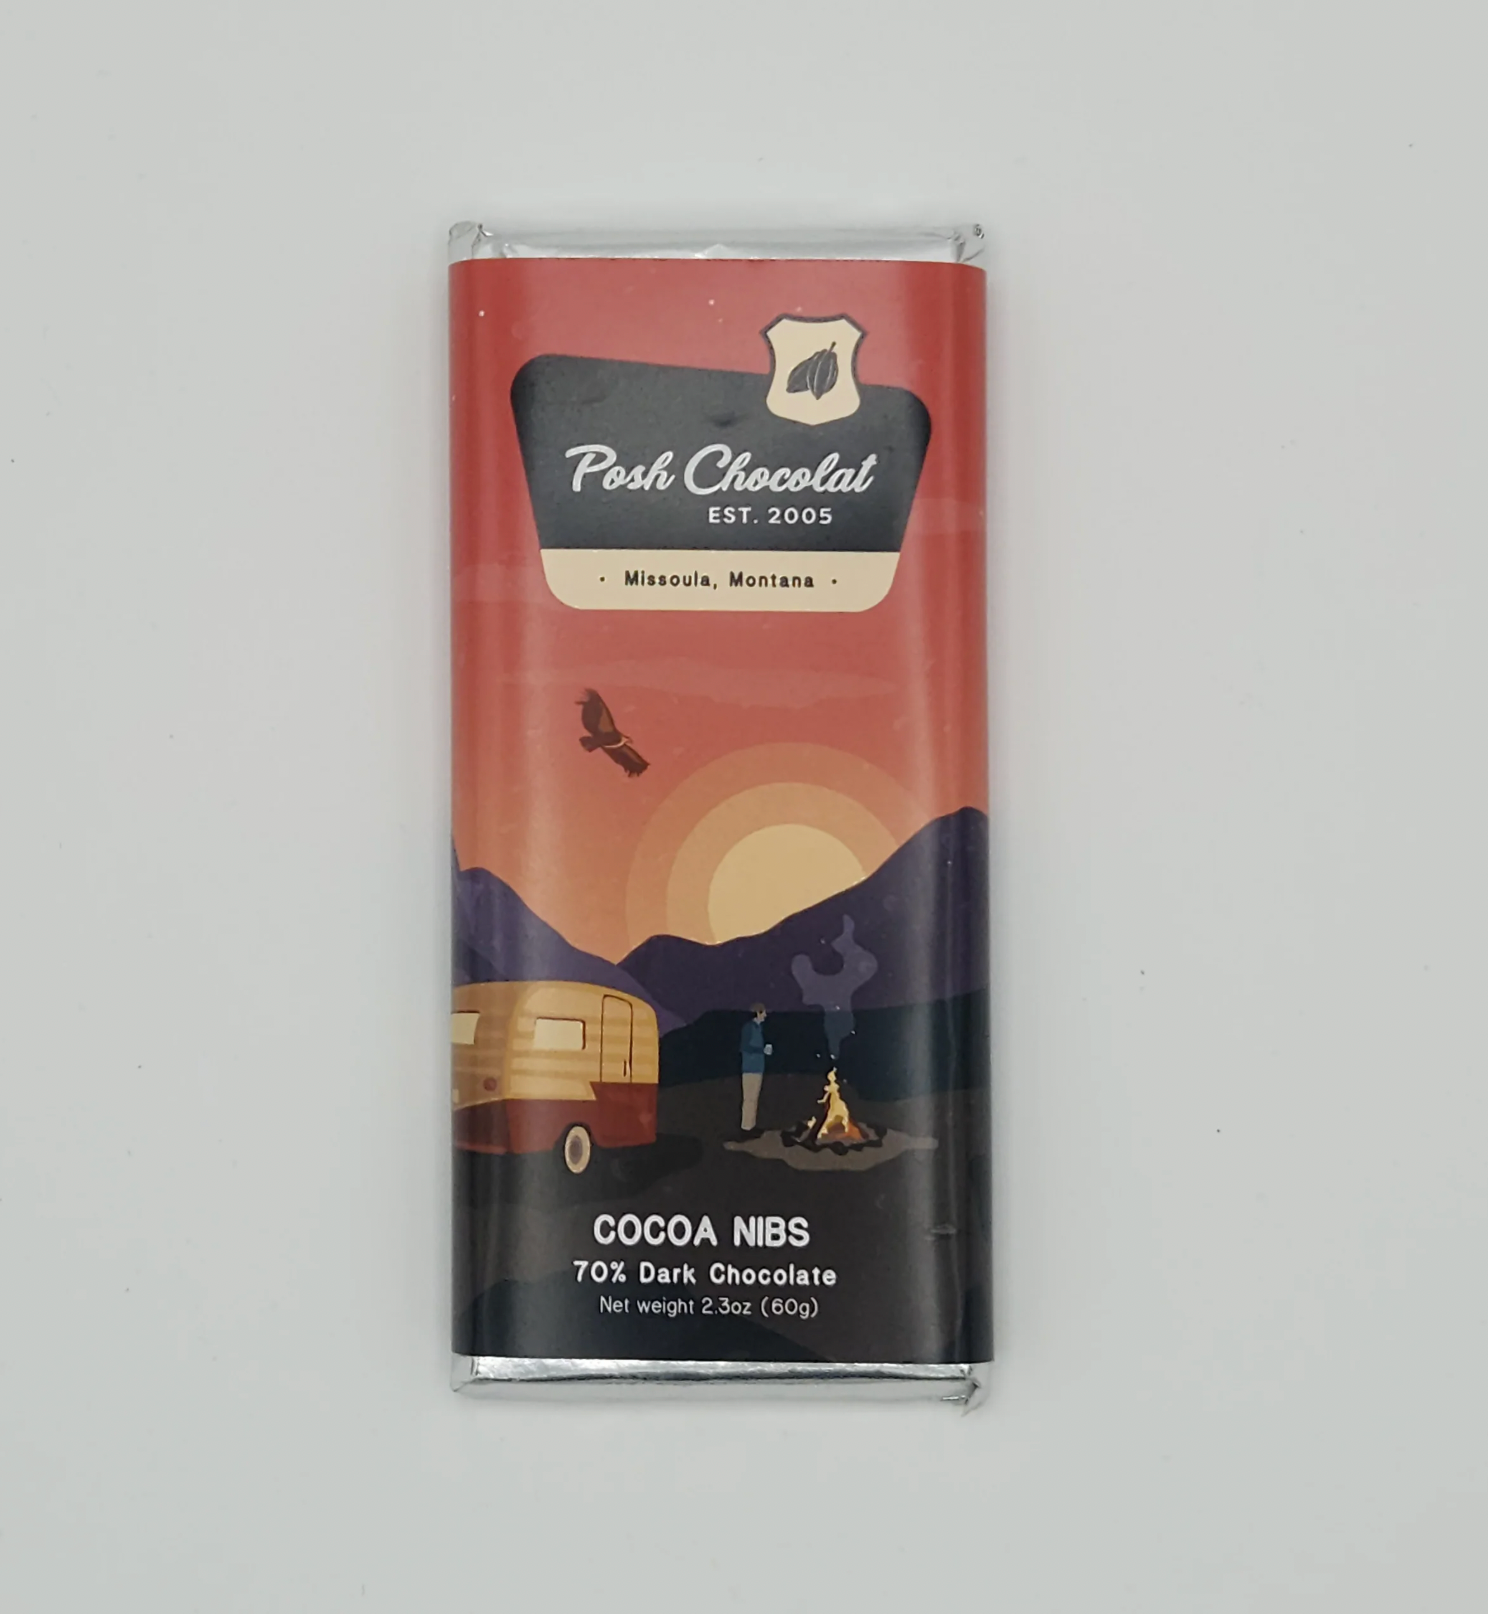 Posh Chocolat
EST. 2005
· Missoula, Montana ·
COCOA NIBS
70% Dark Chocolate
Net weight 2.3oz (60g)